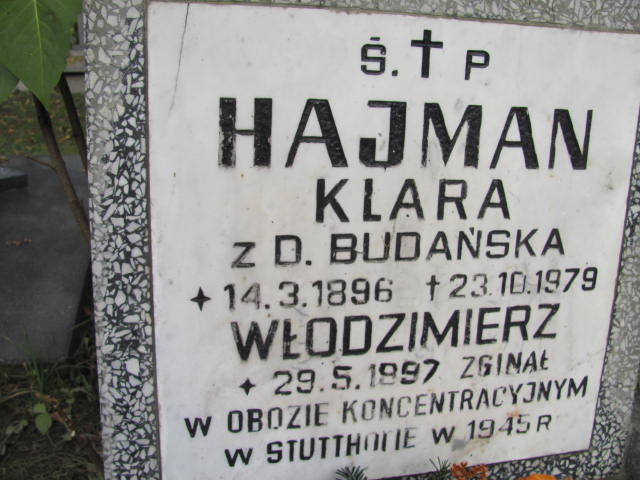 Ś. † P
HAJMAN
KLARA
z D. BUDAŃSKA
✦ 14.3.1896 † 23.10.1979
WŁODZIMIERZ
✦ 29.5.1897 ZGINAŁ
W OBOZIE KONCENTRACYJNYM
W STUTTHOFIE W 1945 R